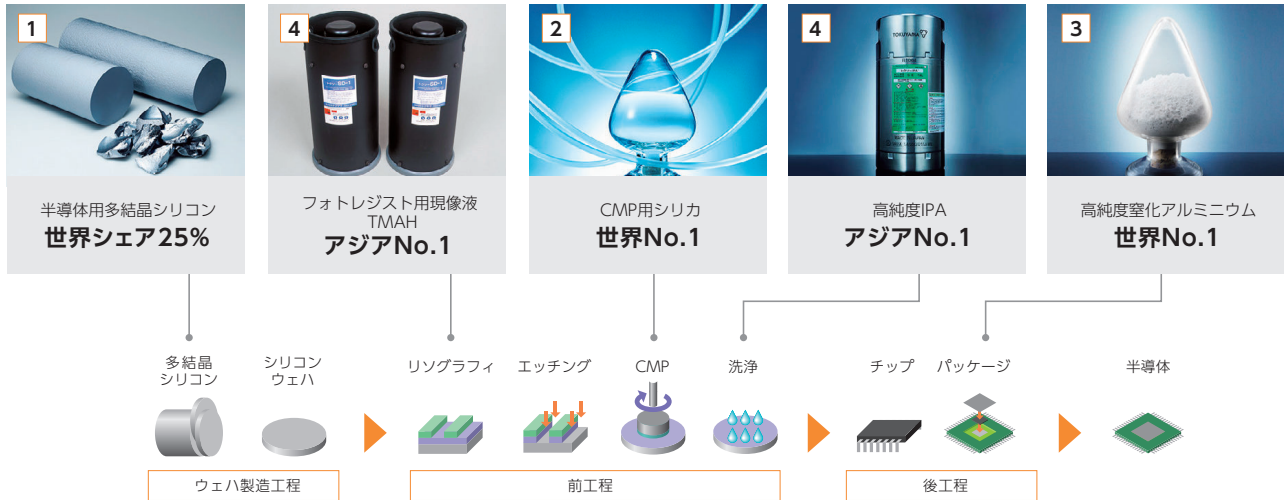 1
半導体用多結晶シリコン
世界シェア25%
4
フォトレジスト用現像液
TMAH
アジアNo.1
2
CMP用シリカ
世界No.1
4
TOKUYAMA
高純度IPA
アジアNo.1
3
高純度窒化アルミニウム
世界No.1
多結晶
シリコン
シリコン
ウェハ
リソグラフィ
エッチング
CMP
洗浄
チップ
パッケージ
半導体
ウェハ製造工程
前工程
後工程